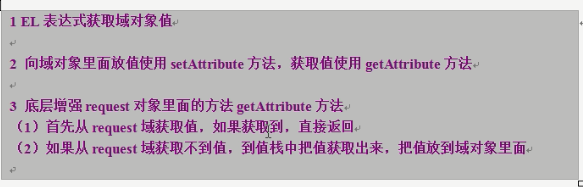 1 EL 表达式获取域对象值
2 向域对象里面放值使用 setAttribute 方法，获取值使用 getAttribute 方法
3 底层增强 request 对象里面的方法 getAttribute 方法
（1）首先从 request 域获取值，如果获取到，直接返回
（2）如果从 request 域获取不到值，到值栈中把值获取出来，把值放到域对象里面